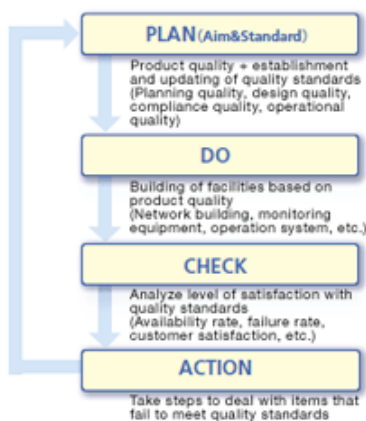 PLAN(Aim&Standard)
Product quality + establishment
and updating of quality standards
(Planning quality, design quality,
compliance quality, operational
quality)
DO
Building of facilities based on
product quality
(Network building, monitoring
equipment, operation system, etc.)
CHECK
Analyze level of satisfaction with
quality standards
(Availability rate, failure rate,
customer satisfaction, etc.)
ACTION
Take steps to deal with items that
fail to meet quality standards